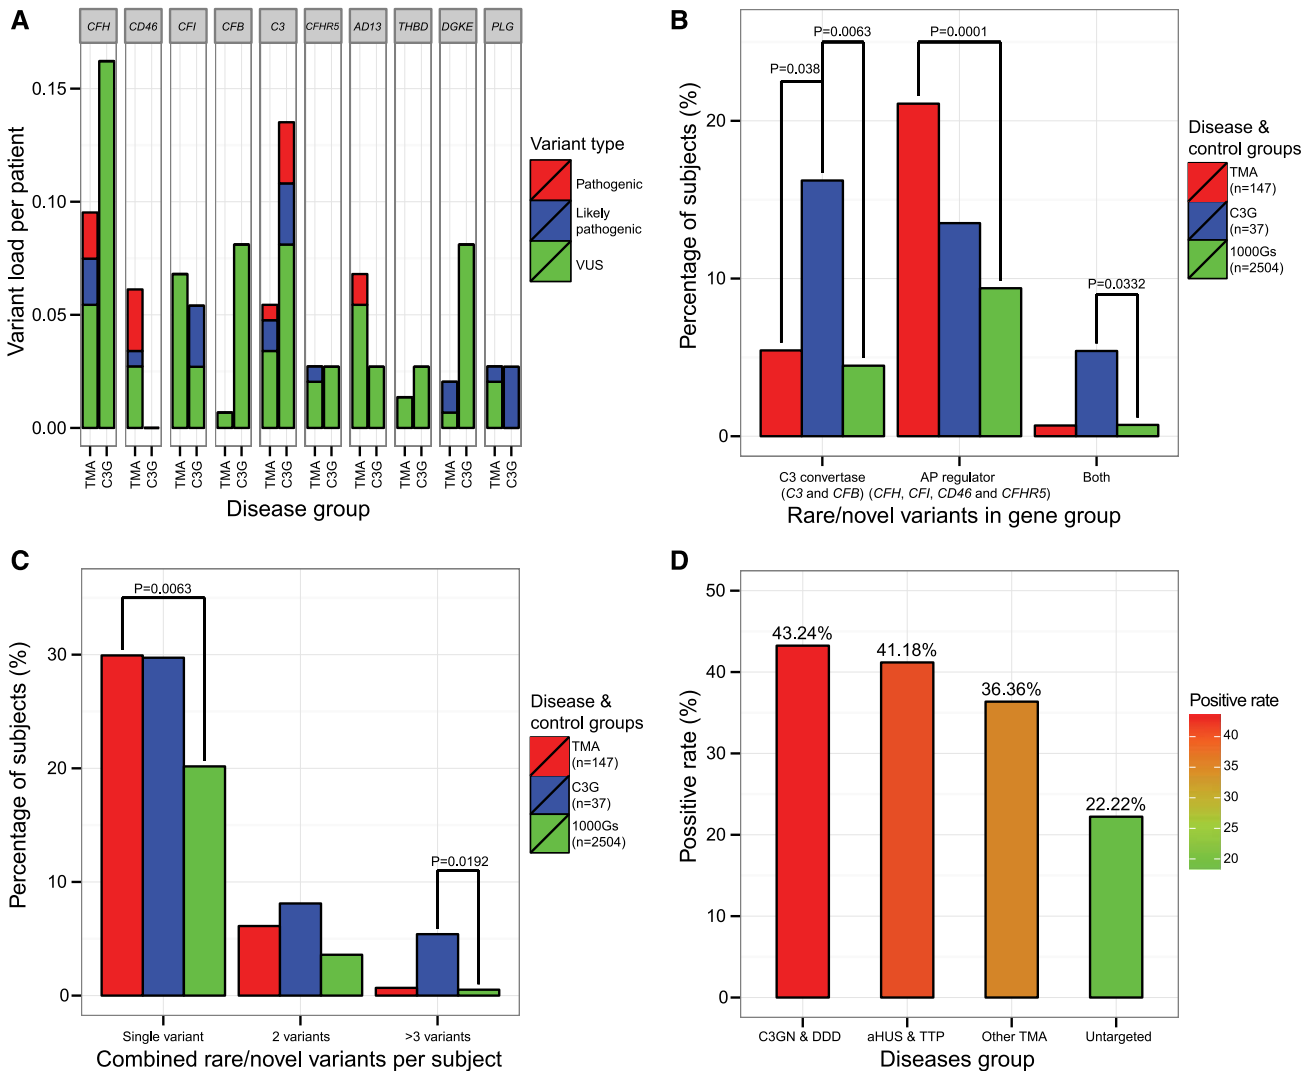 A
CFH CD46 CFI CFB C3 CFHR5 AD13 THBD DGKE PLG
0.15
0.10
0.05
0.00
Variant load per patient
TMA C3G TMA C3G TMA C3G TMA C3G TMA C3G TMA C3G TMA C3G TMA C3G TMA C3G TMA C3G
Disease group
Variant type
Pathogenic
Likely
pathogenic
VUS
B
P=0.0063
P=0.038
P=0.0001
P=0.0332
20
10
0
Percentage of subjects (%)
C3 convertase
(C3 and CFB)
AP regulator
(CFH, CFI, CD46 and CFHR5)
Both
Rare/novel variants in gene group
Disease &
control groups
TMA
(n=147)
C3G
(n=37)
1000Gs
(n=2504)
C
P=0.0063
P=0.0192
30
20
10
0
Percentage of subjects (%)
Single variant
2 variants
>3 variants
Combined rare/novel variants per subject
Disease &
control groups
TMA
(n=147)
C3G
(n=37)
1000Gs
(n=2504)
D
50
40
30
20
10
0
Possitive rate (%)
43.24%
41.18%
36.36%
22.22%
C3GN & DDD
aHUS & TTP
Other TMA
Untargeted
Diseases group
Positive rate
40
35
30
25
20